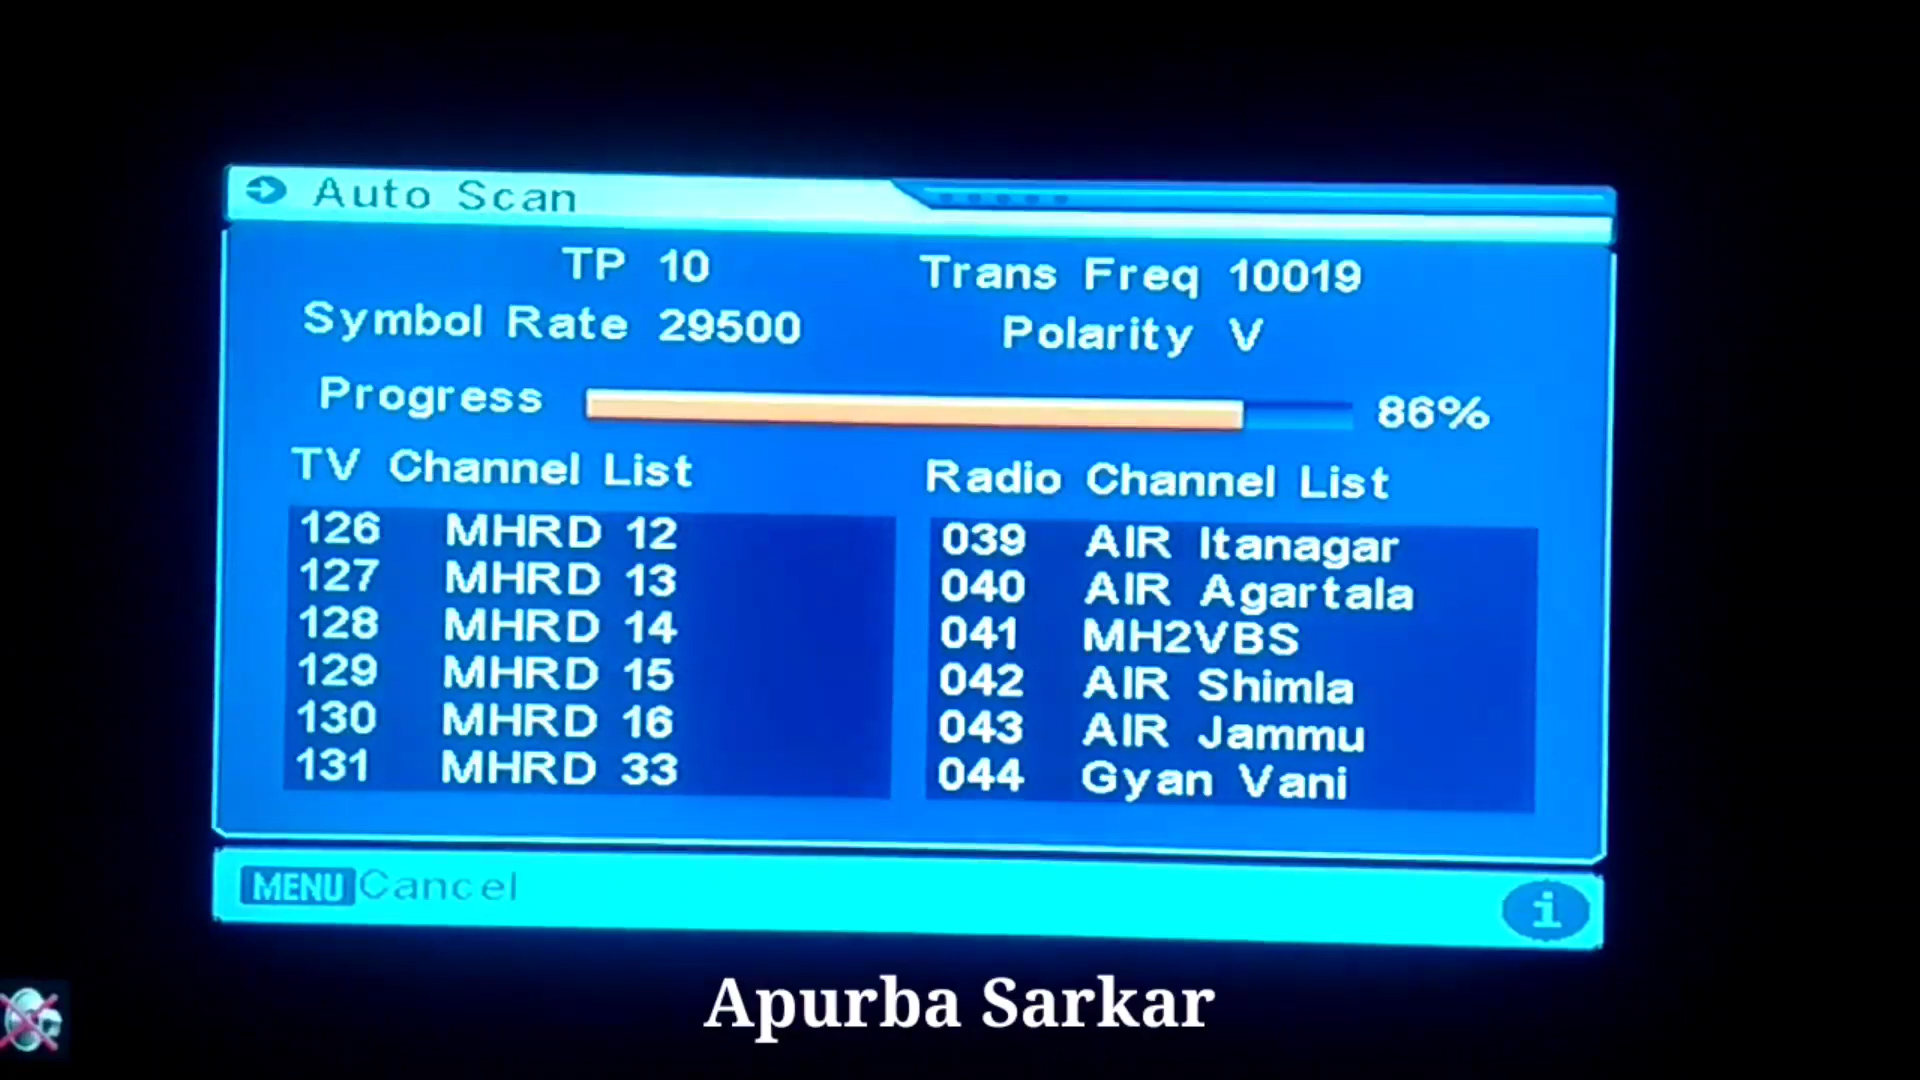 Auto Scan
TP 10
Trans Freq 10019
Symbol Rate 29500
Polarity V
Progress 86%
TV Channel List
126 MHRD 12
127 MHRD 13
128 MHRD 14
129 MHRD 15
130 MHRD 16
131 MHRD 33
Radio Channel List
039 AIR Itanagar
040 AIR Agartala
041 MH2VBS
042 AIR Shimla
043 AIR Jammu
044 Gyan Vani
MENU Cancel
i
Apurba Sarkar